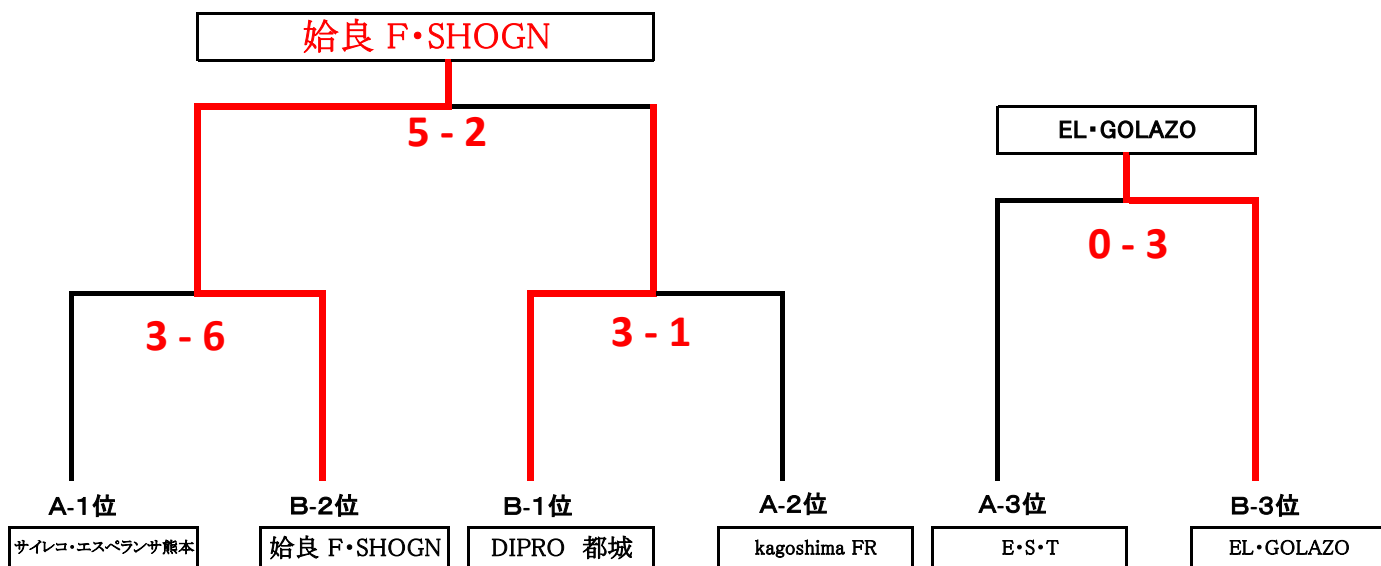 姶良 F・SHOGN
5 - 2
EL・GOLAZO
0 - 3
3 - 6
3 - 1
A-1位
B-2位
B-1位
A-2位
A-3位
B-3位
サイレコ・エスペランサ熊本
姶良 F・SHOGN
DIPRO 都城
kagoshima FR
E・S・T
EL・GOLAZO